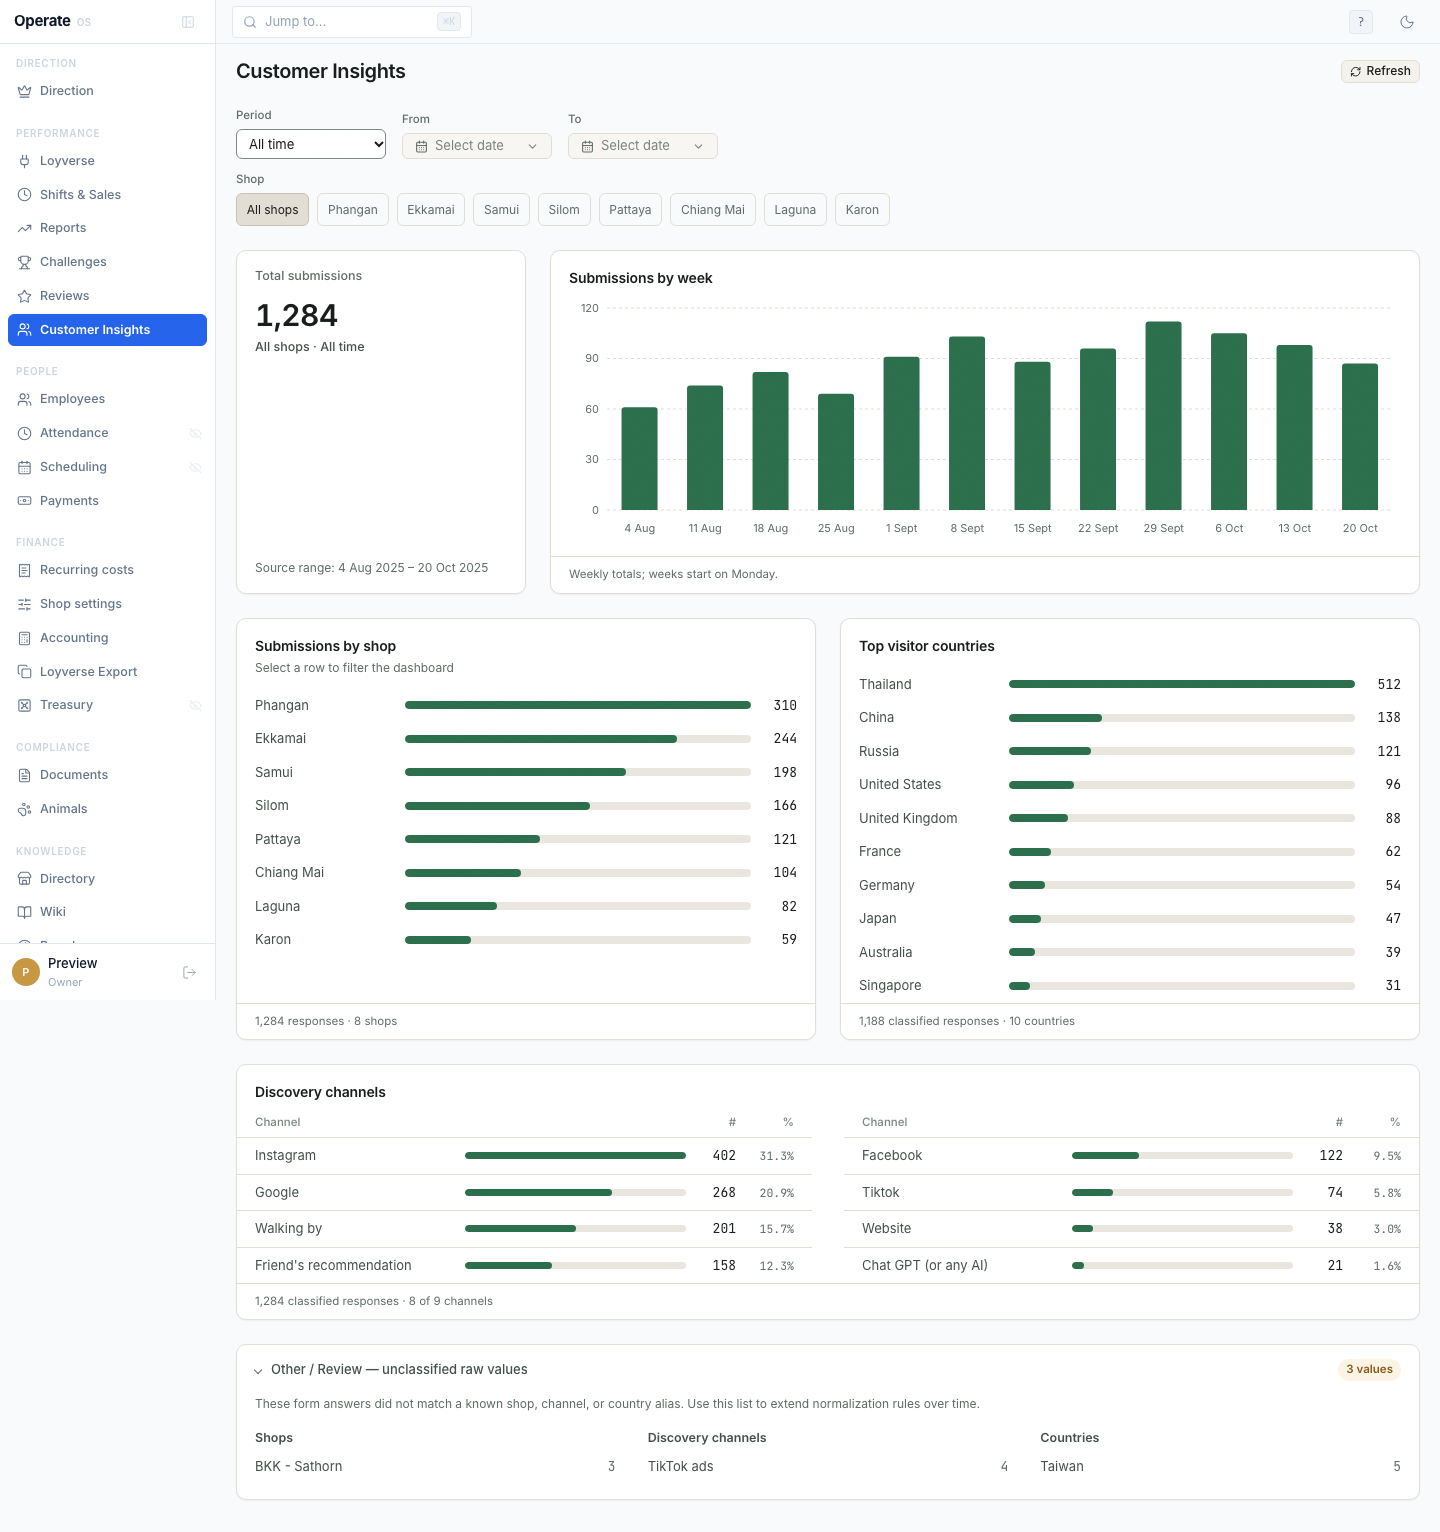 Operate OS
Jump to...
⌘K
?
DIRECTION
Direction
PERFORMANCE
Loyverse
Shifts & Sales
Reports
Challenges
Reviews
Customer Insights
PEOPLE
Employees
Attendance
Scheduling
Payments
FINANCE
Recurring costs
Shop settings
Accounting
Loyverse Export
Treasury
COMPLIANCE
Documents
Animals
KNOWLEDGE
Directory
Wiki
P
Preview
Owner
Customer Insights
Refresh
Period
From
To
All time
Select date
Select date
Shop
All shops
Phangan
Ekkamai
Samui
Silom
Pattaya
Chiang Mai
Laguna
Karon
Total submissions
1,284
All shops · All time
Source range: 4 Aug 2025 – 20 Oct 2025
Submissions by week
120
90
60
30
0
4 Aug
11 Aug
18 Aug
25 Aug
1 Sept
8 Sept
15 Sept
22 Sept
29 Sept
6 Oct
13 Oct
20 Oct
Weekly totals; weeks start on Monday.
Submissions by shop
Select a row to filter the dashboard
Phangan 310
Ekkamai 244
Samui 198
Silom 166
Pattaya 121
Chiang Mai 104
Laguna 82
Karon 59
1,284 responses · 8 shops
Top visitor countries
Thailand 512
China 138
Russia 121
United States 96
United Kingdom 88
France 62
Germany 54
Japan 47
Australia 39
Singapore 31
1,188 classified responses · 10 countries
Discovery channels
Channel # %
Instagram 402 31.3%
Google 268 20.9%
Walking by 201 15.7%
Friend's recommendation 158 12.3%
Channel # %
Facebook 122 9.5%
Tiktok 74 5.8%
Website 38 3.0%
Chat GPT (or any AI) 21 1.6%
1,284 classified responses · 8 of 9 channels
Other / Review — unclassified raw values
3 values
These form answers did not match a known shop, channel, or country alias. Use this list to extend normalization rules over time.
Shops
BKK - Sathorn 3
Discovery channels
TikTok ads 4
Countries
Taiwan 5